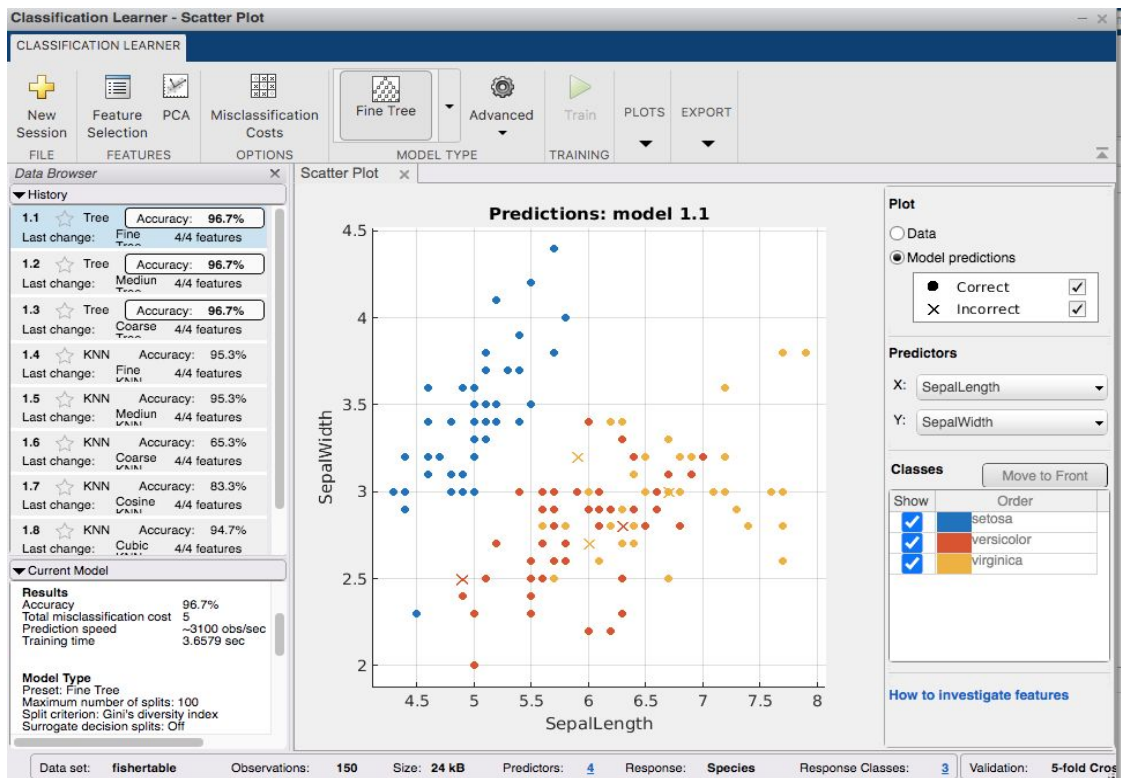 Classification Learner - Scatter Plot
CLASSIFICATION LEARNER
New Session
Feature Selection
PCA
Misclassification Costs
Fine Tree
Advanced
Train
PLOTS
EXPORT
FILE
FEATURES
OPTIONS
MODEL TYPE
TRAINING
Data Browser
History
1.1 Tree Accuracy: 96.7%
Last change: Fine 4/4 features
1.2 Tree Accuracy: 96.7%
Last change: Mediun 4/4 features
1.3 Tree Accuracy: 96.7%
Last change: Coarse 4/4 features
1.4 KNN Accuracy: 95.3%
Last change: Fine 4/4 features
1.5 KNN Accuracy: 95.3%
Last change: Mediun 4/4 features
1.6 KNN Accuracy: 65.3%
Last change: Coarse 4/4 features
1.7 KNN Accuracy: 83.3%
Last change: Cosine 4/4 features
1.8 KNN Accuracy: 94.7%
Last change: Cubic 4/4 features
Current Model
Results
Accuracy 96.7%
Total misclassification cost 5
Prediction speed ~3100 obs/sec
Training time 3.6579 sec
Model Type
Preset: Fine Tree
Maximum number of splits: 100
Split criterion: Gini's diversity index
Surrogate decision splits: Off
Scatter Plot
Predictions: model 1.1
4.5
4
3.5
3
2.5
2
SepalWidth
4.5 5 5.5 6 6.5 7 7.5 8
SepalLength
Plot
Data
Model predictions
Correct
Incorrect
Predictors
X: SepalLength
Y: SepalWidth
Classes
Move to Front
Show Order
setosa
versicolor
virginica
How to investigate features
Data set: fishertable Observations: 150 Size: 24 kB Predictors: 4 Response: Species Response Classes: 3 Validation: 5-fold Cros